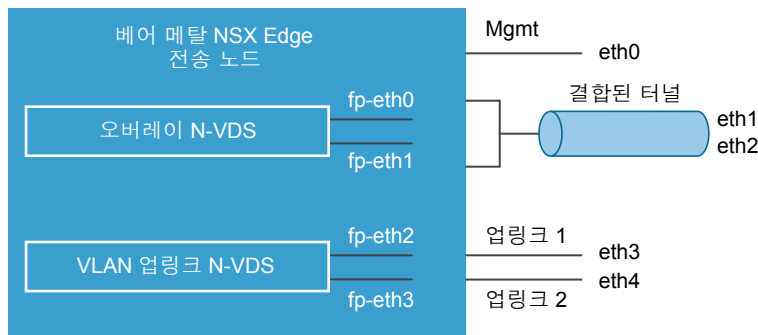 베어 메탈 NSX Edge
전송 노드
Mgmt
eth0
fp-eth0
결합된 터널
오버레이 N-VDS
eth1
eth2
fp-eth1
fp-eth2
업링크 1
VLAN 업링크 N-VDS
eth3
eth4
fp-eth3
업링크 2